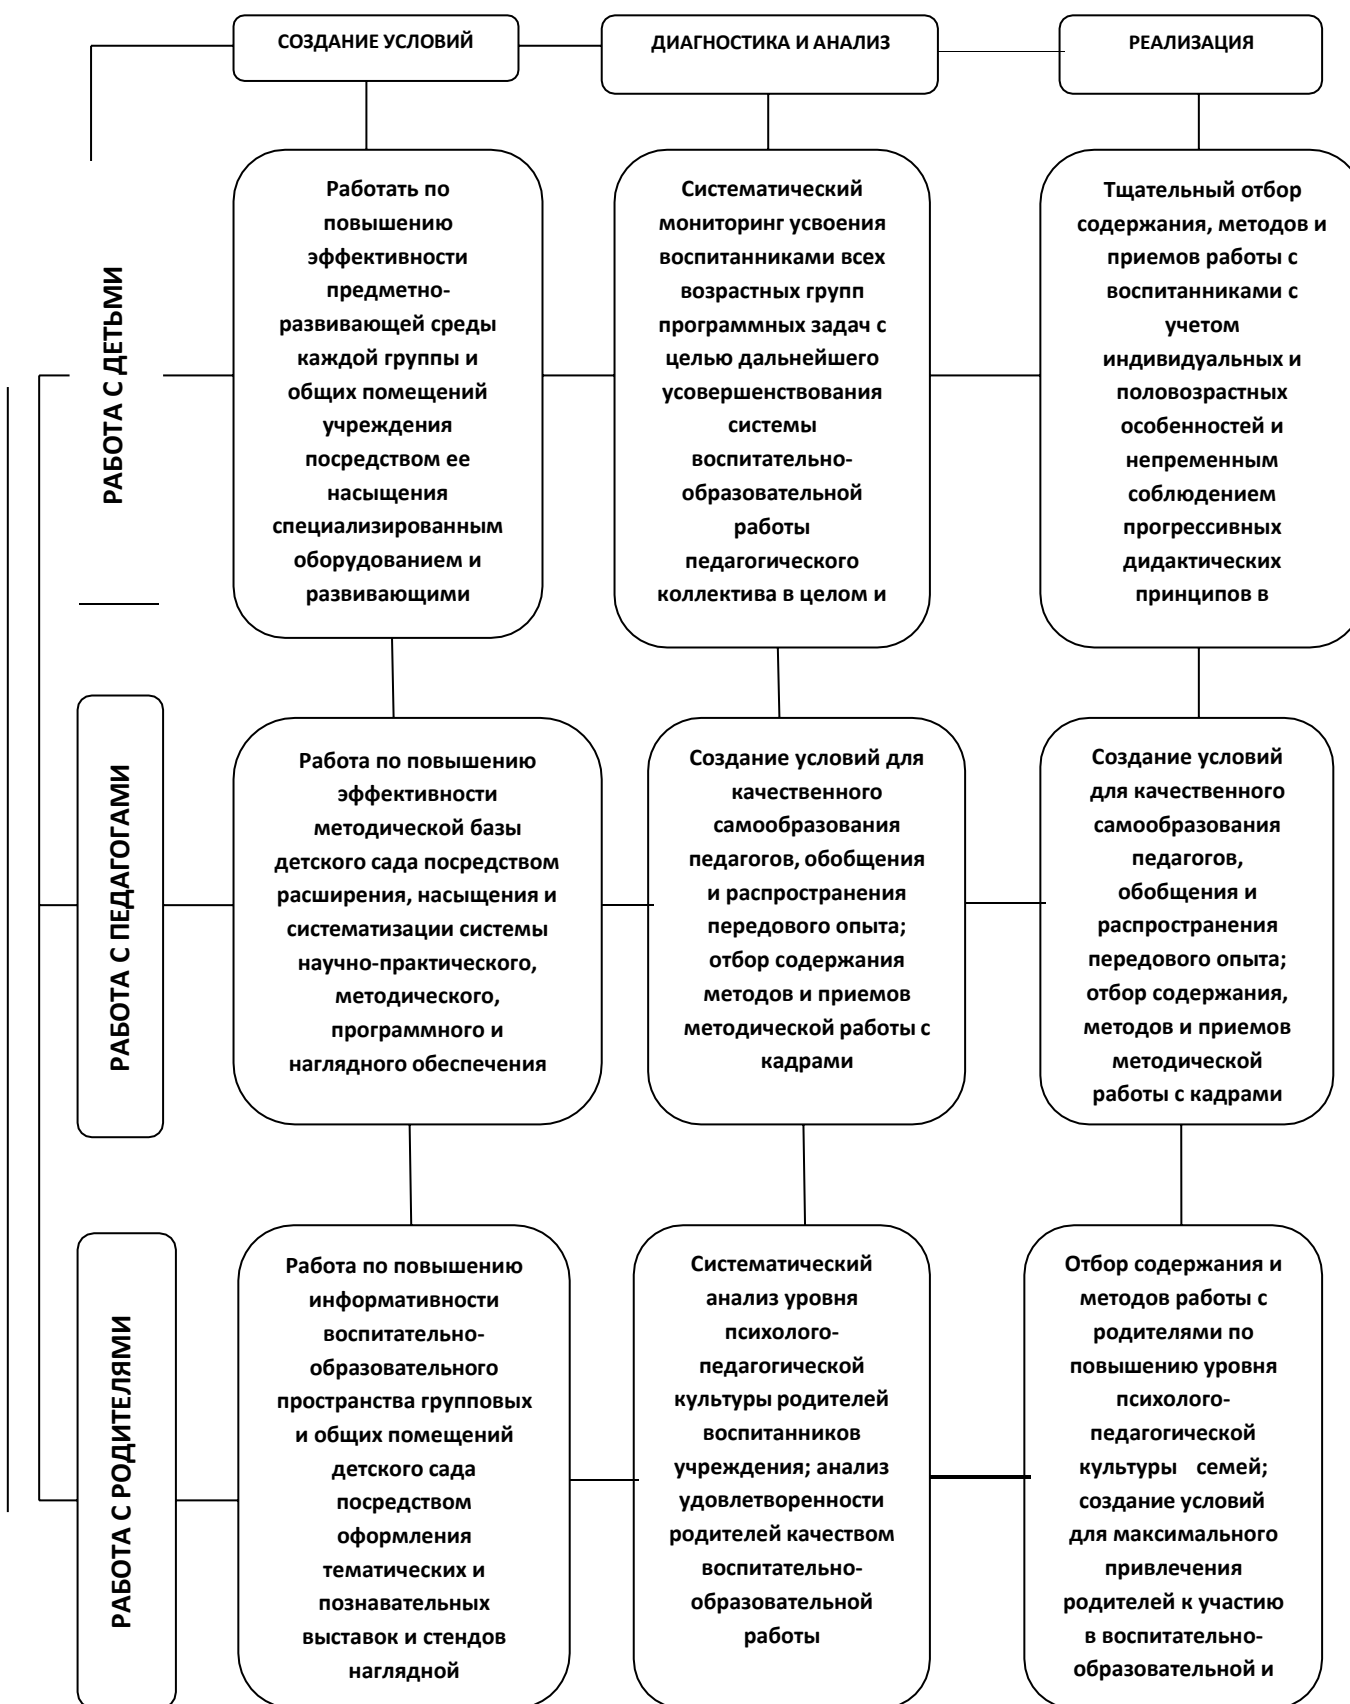 СОЗДАНИЕ УСЛОВИЙ
ДИАГНОСТИКА И АНАЛИЗ
РЕАЛИЗАЦИЯ
РАБОТА С ДЕТЬМИ
Работать по
повышению
эффективности
предметно-
развивающей среды
каждой группы и
общих помещений
учреждения
посредством ее
насыщения
специализированным
оборудованием и
развивающими
Систематический
мониторинг усвоения
воспитанниками всех
возрастных групп
программных задач с
целью дальнейшего
усовершенствования
системы
воспитательно-
образовательной
работы
педагогического
коллектива в целом и
Тщательный отбор
содержания, методов и
приемов работы с
воспитанниками с
учетом
индивидуальных и
половозрастных
особенностей и
непременным
соблюдением
прогрессивных
дидактических
принципов в
РАБОТА С ПЕДАГОГАМИ
Работа по повышению
эффективности
методической базы
детского сада посредством
расширения, насыщения и
систематизации системы
научно-практического,
методического,
программного и
наглядного обеспечения
Создание условий для
качественного
самообразования
педагогов, обобщения
и распространения
передового опыта;
отбор содержания
методов и приемов
методической работы с
кадрами
Создание условий
для качественного
самообразования
педагогов,
обобщения и
распространения
передового опыта;
отбор содержания,
методов и приемов
методической
работы с кадрами
РАБОТА С РОДИТЕЛЯМИ
Работа по повышению
информативности
воспитательно-
образовательного
пространства групповых
и общих помещений
детского сада
посредством
оформления
тематических и
познавательных
выставок и стендов
наглядной
Систематический
анализ уровня
психолого-
педагогической
культуры родителей
воспитанников
учреждения; анализ
удовлетворенности
родителей качеством
воспитательно-
образовательной
работы
Отбор содержания и
методов работы с
родителями по
повышению уровня
психолого-
педагогической
культуры семей;
создание условий
для максимального
привлечения
родителей к участию
в воспитательно-
образовательной и